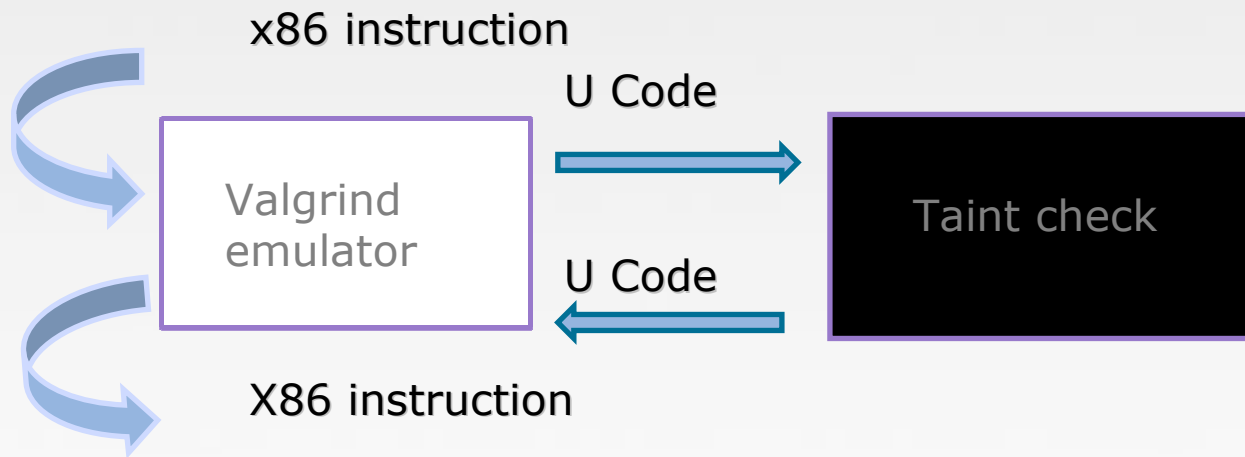 x86 instruction
U Code
Valgrind
emulator
Taint check
U Code
X86 instruction